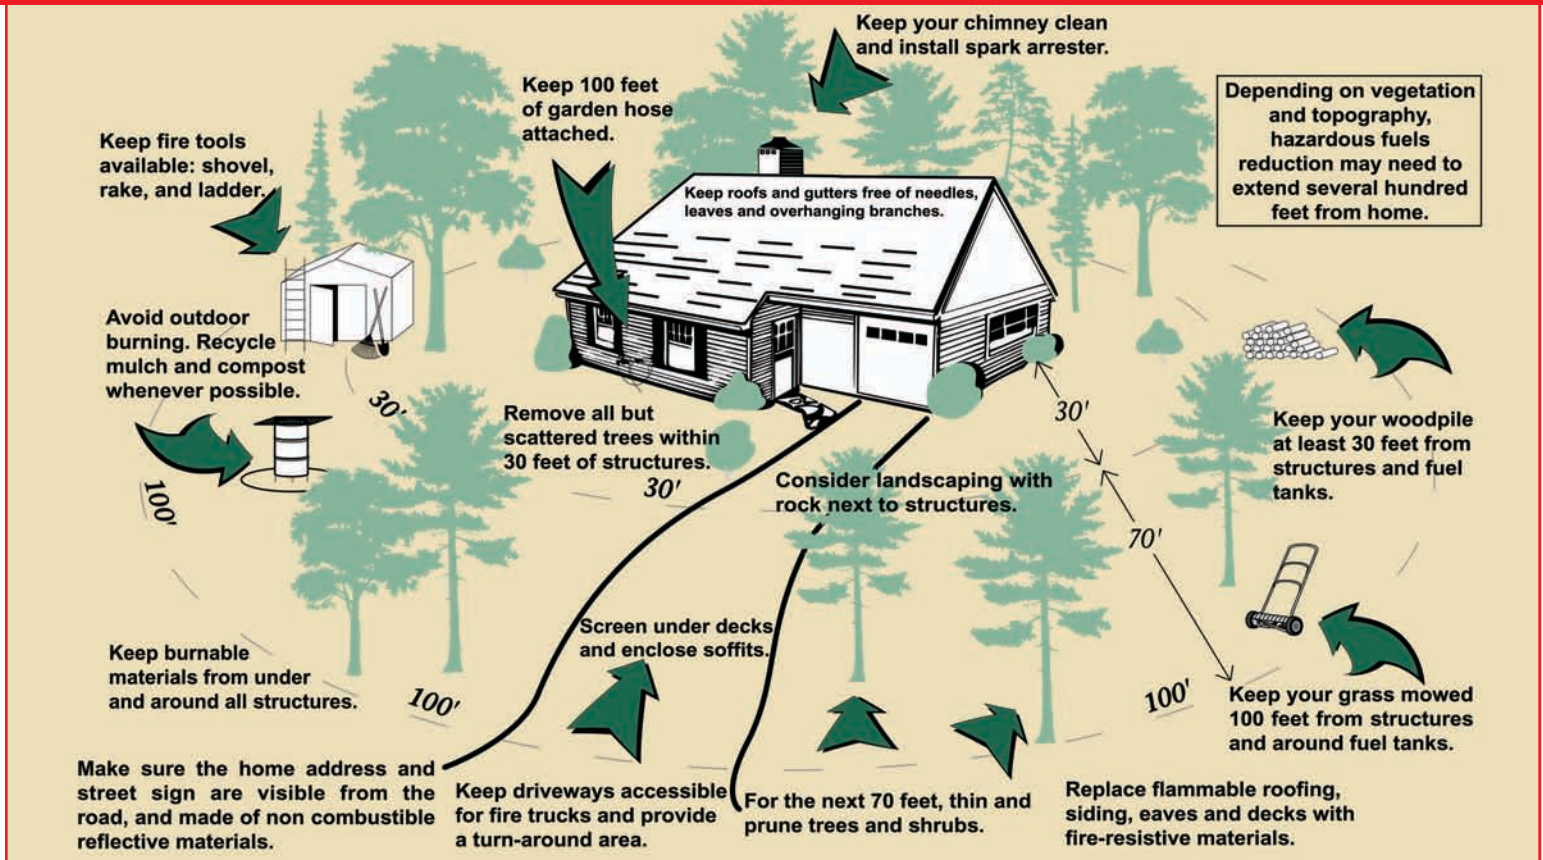 Keep your chimney clean
and install spark arrester.
Keep 100 feet
of garden hose
attached.
Depending on vegetation
and topography,
hazardous fuels
reduction may need to
extend several hundred
feet from home.
Keep fire tools
available: shovel,
rake, and ladder.
Keep roofs and gutters free of needles,
leaves and overhanging branches.
Avoid outdoor
burning. Recycle
mulch and compost
whenever possible.
30'
Remove all but
scattered trees within
30 feet of structures.
30'
30'
Keep your woodpile
at least 30 feet from
structures and fuel
tanks.
Consider landscaping with
rock next to structures.
100'
70'
Screen under decks
and enclose soffits.
Keep burnable
materials from under
and around all structures.
100'
100'
Keep your grass mowed
100 feet from structures
and around fuel tanks.
Make sure the home address and
street sign are visible from the
road, and made of non combustible
reflective materials.
Keep driveways accessible
for fire trucks and provide
a turn-around area.
For the next 70 feet, thin and
prune trees and shrubs.
Replace flammable roofing,
siding, eaves and decks with
fire-resistive materials.